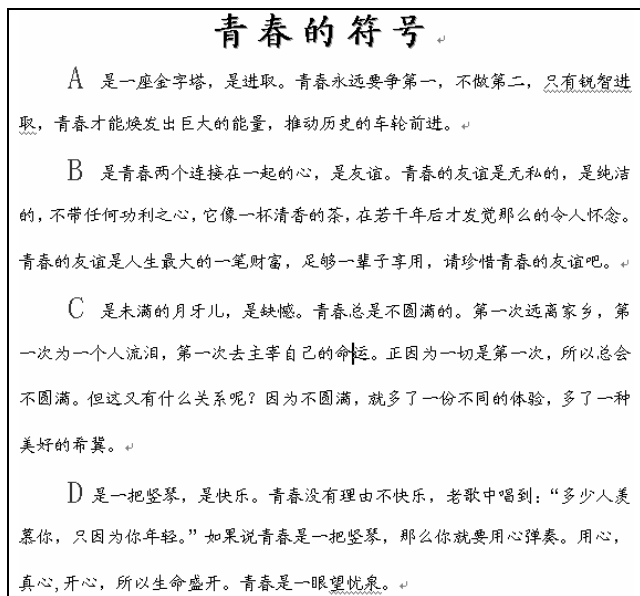 青春的符号
A 是一座金字塔，是进取。青春永远要争第一，不做第二，只有锐智进
取，青春才能焕发出巨大的能量，推动历史的车轮前进。
B 是青春两个连接在一起的心，是友谊。青春的友谊是无私的，是纯洁
的，不带任何功利之心，它像一杯清香的茶，在若干年后才发觉那么的令人怀念。
青春的友谊是人生最大的一笔财富，足够一辈子享用，请珍惜青春的友谊吧。
C 是未满的月牙儿，是缺憾。青春总是不圆满的。第一次远离家乡，第
一次为一个人流泪，第一次去主宰自己的命运。正因为一切是第一次，所以总会
不圆满。但这又有什么关系呢？因为不圆满，就多了一份不同的体验，多了一种
美好的希冀。
D 是一把竖琴，是快乐。青春没有理由不快乐，老歌中唱到：“多少人羡
慕你，只因为你年轻。”如果说青春是一把竖琴，那么你就要用心弹奏。用心，
真心,开心，所以生命盛开。青春是一眼望忧泉。